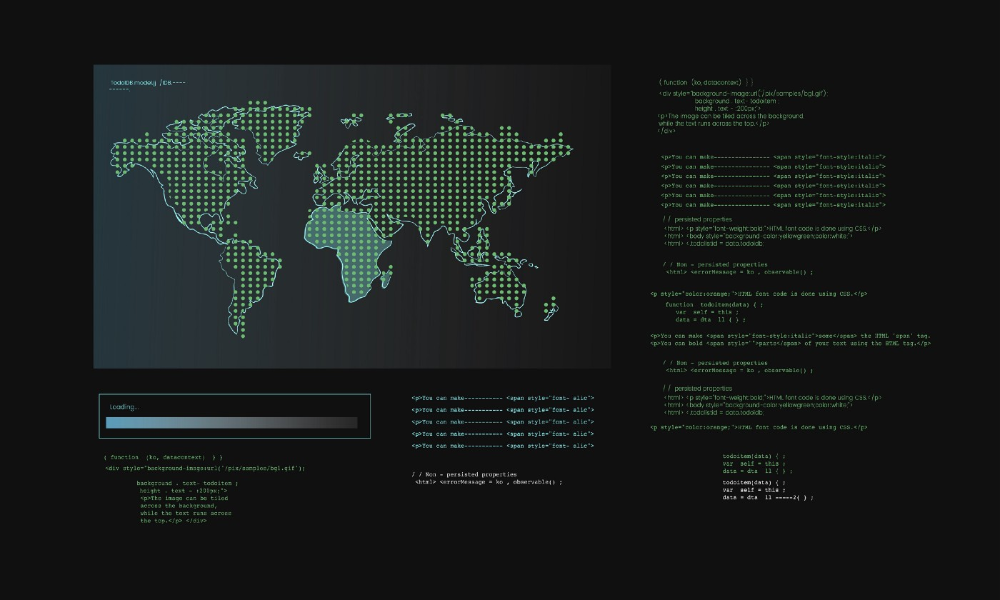 TodoIDB.model.jj /IDB.----
------.
Loading...
( function (ko, datacontext) } }
<div style="background-image:url('/pix/samples/bg1.gif');
background . text- todoitem ;
height . text - :200px;">
<p>The image can be tiled
across the background,
while the text runs across
the top.</p> </div>
<p>You can make----------- <span style="font- alic">
<p>You can make----------- <span style="font- alic">
<p>You can make----------- <span style="font- alic">
<p>You can make----------- <span style="font- alic">
<p>You can make----------- <span style="font- alic">
/ / Non - persisted properties
<html> <errorMessage = ko , observable() ;
( function (ko, datacontext) } }
<div style="background-image:url('/pix/samples/bg1.gif');
background . text- todoitem ;
height . text - :200px;">
<p>The image can be tiled across the background,
while the text runs across the top.</p>
</div>
<p>You can make---------------- <span style="font-style:italic">
<p>You can make---------------- <span style="font-style:italic">
<p>You can make---------------- <span style="font-style:italic">
<p>You can make---------------- <span style="font-style:italic">
<p>You can make---------------- <span style="font-style:italic">
<p>You can make---------------- <span style="font-style:italic">
/ / persisted properties
<html> <p style="font-weight:bold;">HTML font code is done using CSS.</p>
<html> <body style="background-color:yellowgreen;color:white;">
<html> <.todolistid = data.todoidb;
/ / Non - persisted properties
<html> <errorMessage = ko , observable() ;
<p style="color:orange;">HTML font code is done using CSS.</p>
function todoitem(data) { ;
var self = this ;
data = dta ll { } ;
<p>You can make <span style="font-style:italic">some</span> the HTML 'span' tag.
<p>You can bold <span style="">parts</span> of your text using the HTML tag.</p>
/ / Non - persisted properties
<html> <errorMessage = ko , observable() ;
/ / persisted properties
<html> <p style="font-weight:bold;">HTML font code is done using CSS.</p>
<html> <body style="background-color:yellowgreen;color:white;">
<html> <.todolistid = data.todoidb;
<p style="color:orange;">HTML font code is done using CSS.</p>
todoitem(data) { ;
var self = this ;
data = dta ll { } ;
todoitem(data) { ;
var self = this ;
data = dta ll -----2{ } ;